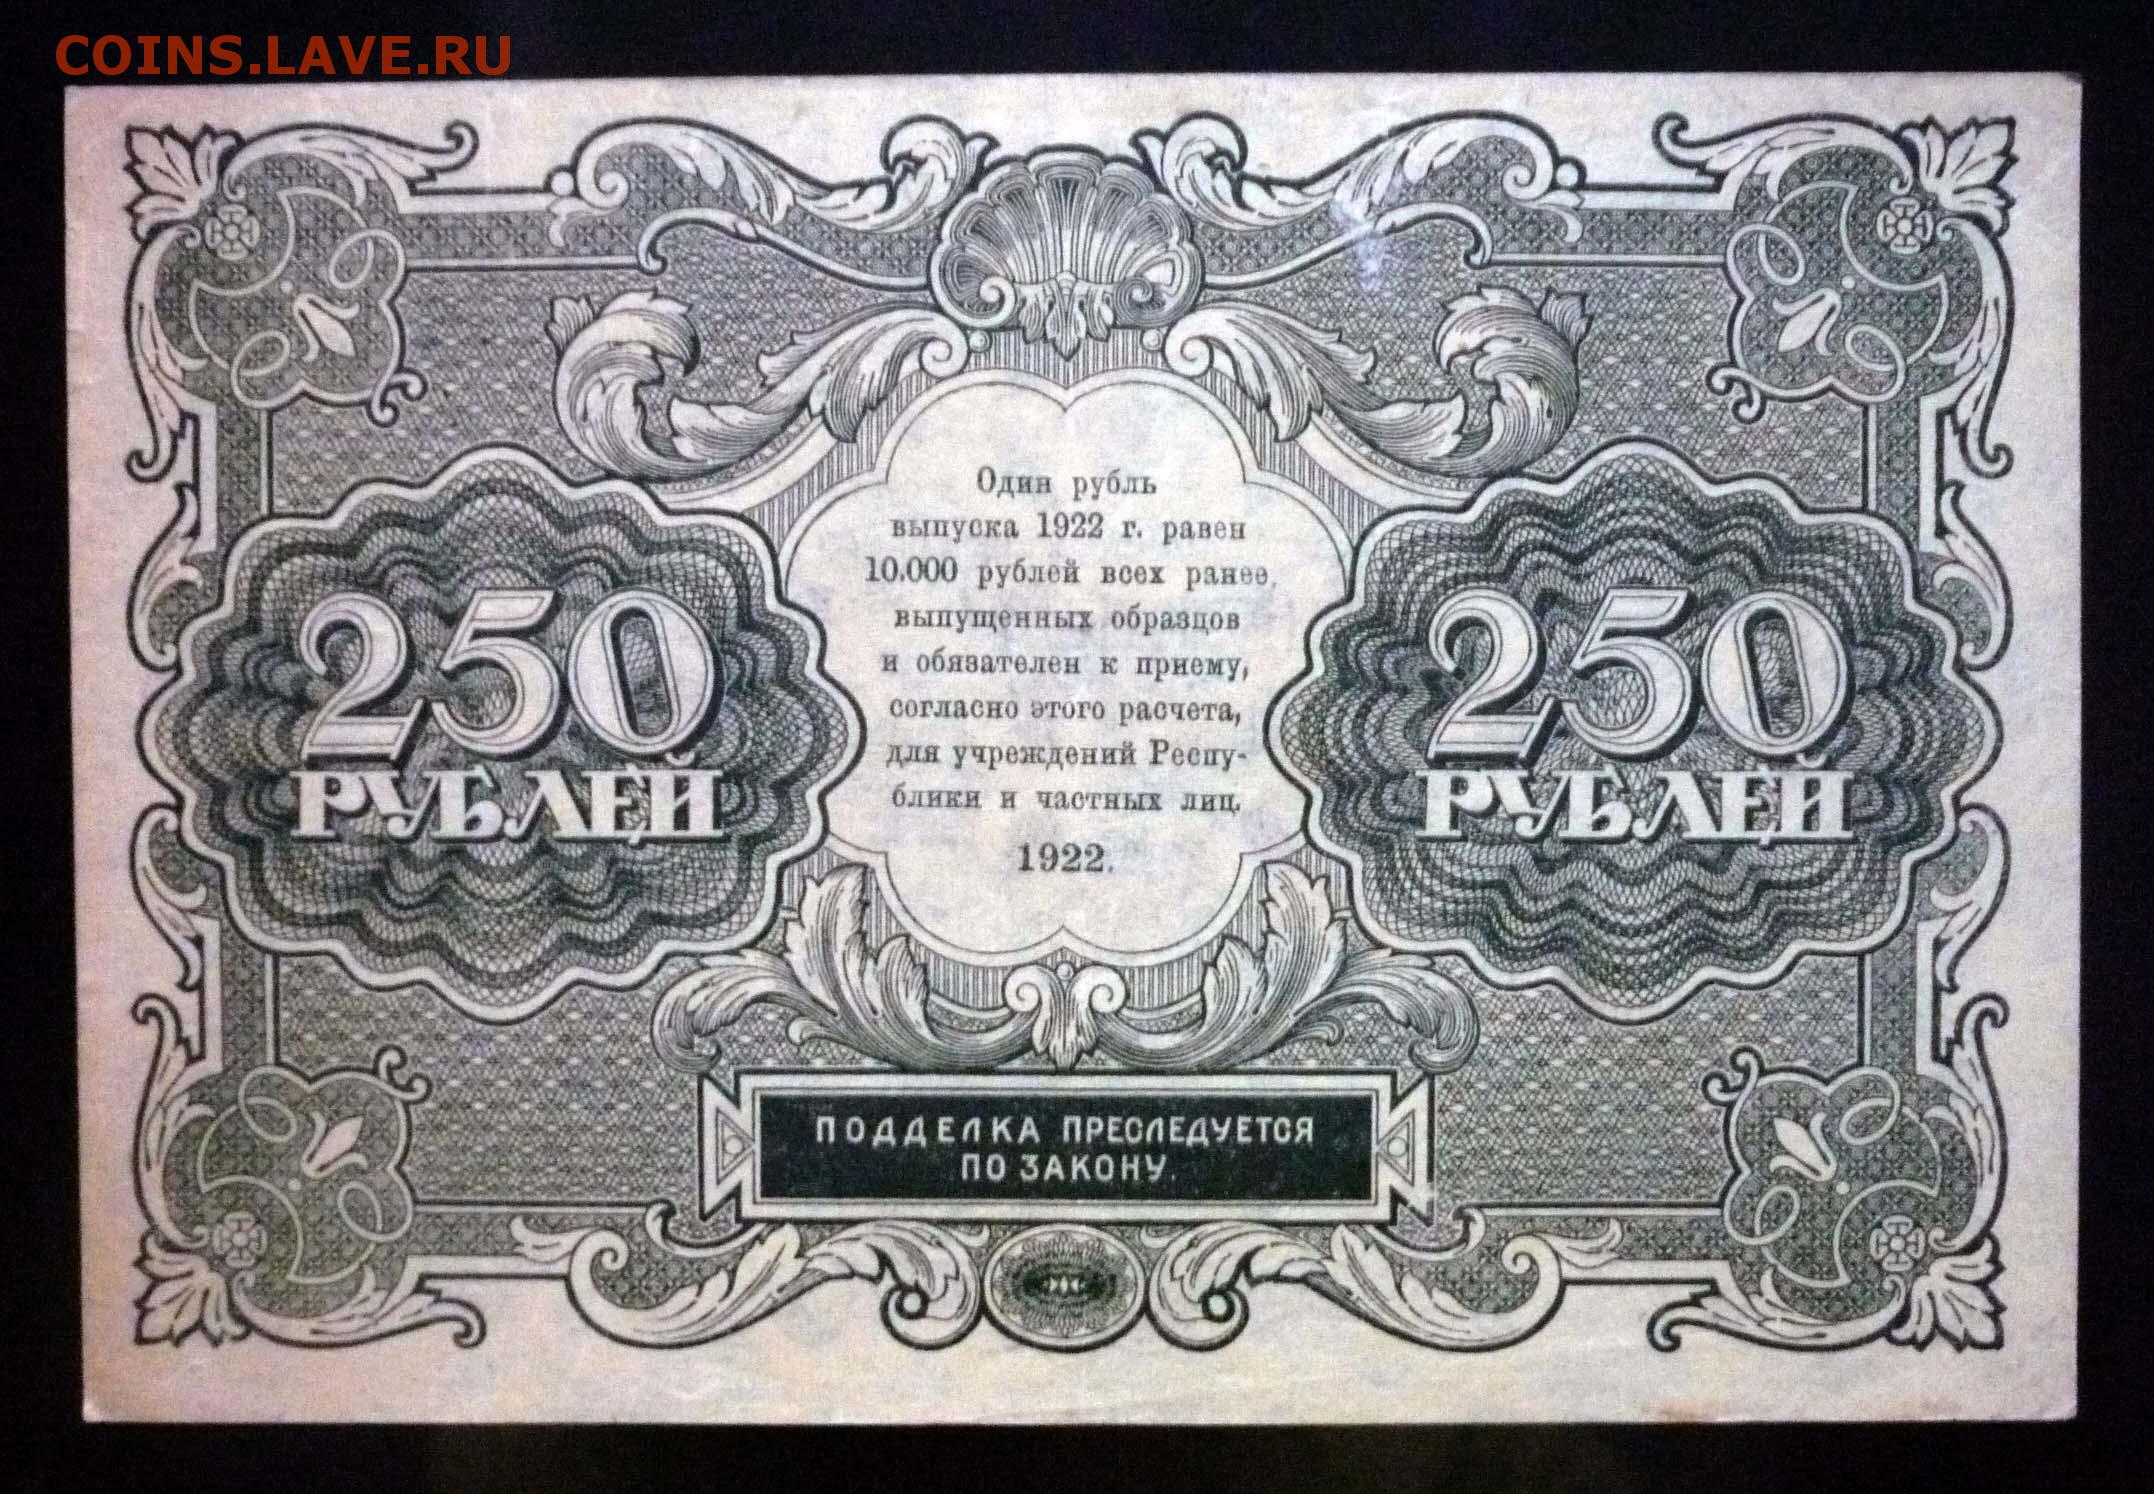 COINS.LAVE.RU
Один рубль
выпуска 1922 г. равен
10.000 рублей всех ранее
выпущенных образцов
и обязателен к приему,
согласно этого расчета,
для учреждений Респу-
блики и частных лиц.
1922.
250
РУБЛЕЙ
250
РУБЛЕЙ
ПОДДЕЛКА ПРЕСЛЕДУЕТСЯ
ПО ЗАКОНУ.